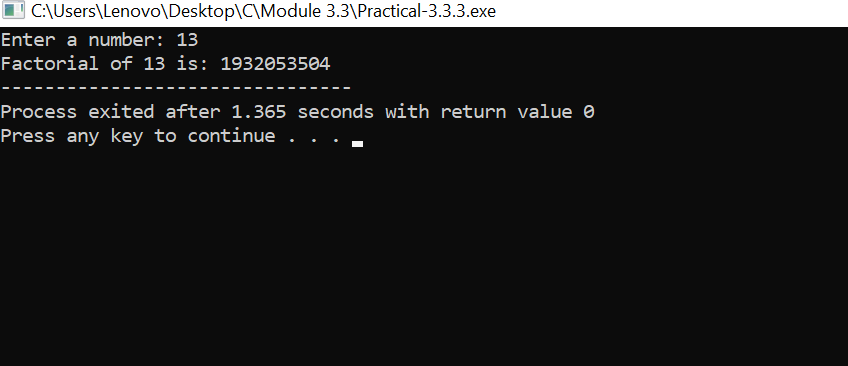 C:\Users\Lenovo\Desktop\C\Module 3.3\Practical-3.3.3.exe
Enter a number: 13
Factorial of 13 is: 1932053504
--------------------------------
Process exited after 1.365 seconds with return value 0
Press any key to continue . . .